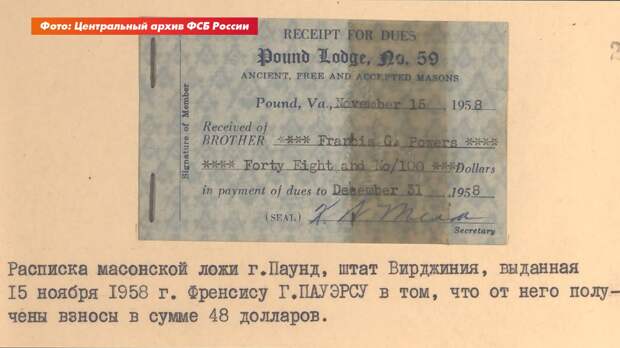 Фото: Центральный архив ФСБ России
RECEIPT FOR DUES
Pound Lodge, No. 59
ANCIENT, FREE AND ACCEPTED MASONS
Pound, Va., November 15 1958
Received of
BROTHER **** Francis G. Powers ****
**** Forty Eight and No/100 *** Dollars
in payment of dues to December 31 1958
(SEAL)
Secretary
Signature of Member
Расписка масонской ложи г.Паунд, штат Вирджиния, выданная
15 ноября 1958 г. Френсису Г.ПАУЭРСУ в том, что от него полу-
чены взносы в сумме 48 долларов.